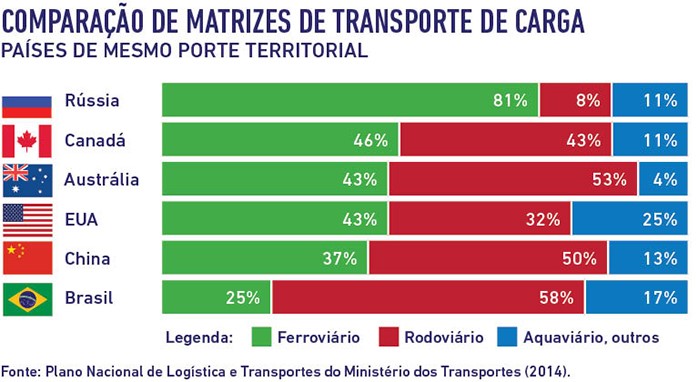 COMPARAÇÃO DE MATRIZES DE TRANSPORTE DE CARGA
PAÍSES DE MESMO PORTE TERRITORIAL
Rússia 81% 8% 11%
Canadá 46% 43% 11%
Austrália 43% 53% 4%
EUA 43% 32% 25%
China 37% 50% 13%
Brasil 25% 58% 17%
Legenda: Ferroviário Rodoviário Aquaviário, outros
Fonte: Plano Nacional de Logística e Transportes do Ministério dos Transportes (2014).